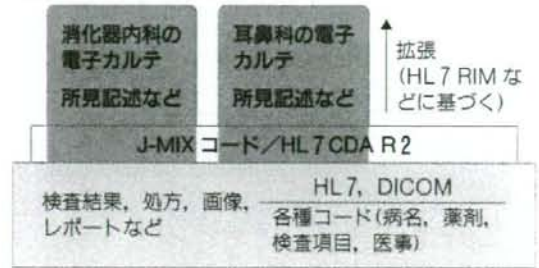 消化器内科の
電子カルテ
所見記述など
耳鼻科の電子
カルテ
所見記述など
拡張
(HL7 RIMな
どに基づく)
J-MIX コード／HL7 CDA R2
検査結果，処方，画像，
レポートなど
HL7，DICOM
各種コード(病名，薬剤，
検査項目，医事)